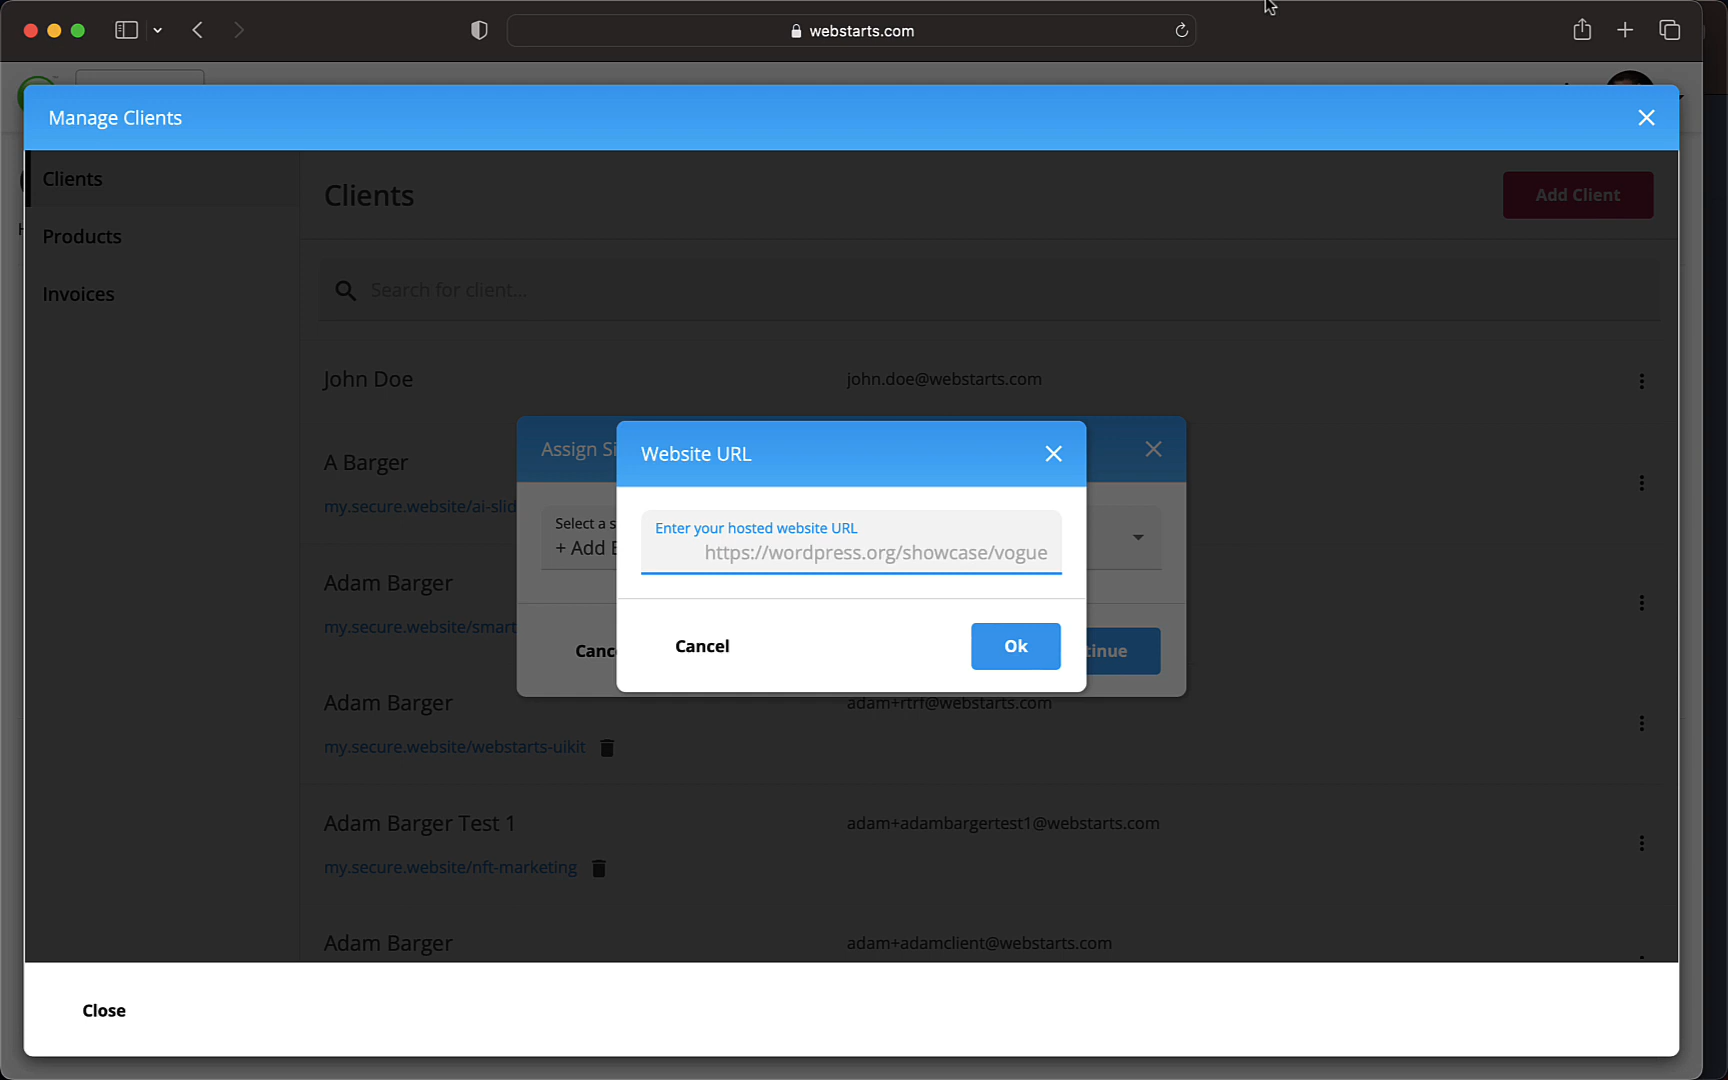 webstarts.com
Manage Clients
Clients
Products
Invoices
Clients
Add Client
Search for client...
John Doe
john.doe@webstarts.com
A Barger
my.secure.website/ai-slid
Adam Barger
my.secure.website/smart
Assign Si
Select a s
+ Add
Canc
tinue
Website URL
Enter your hosted website URL
https://wordpress.org/showcase/vogue
Cancel
Ok
Adam Barger
adam+rtrf@webstarts.com
my.secure.website/webstarts-uikit
Adam Barger Test 1
adam+adambargertest1@webstarts.com
my.secure.website/nft-marketing
Adam Barger
adam+adamclient@webstarts.com
Close